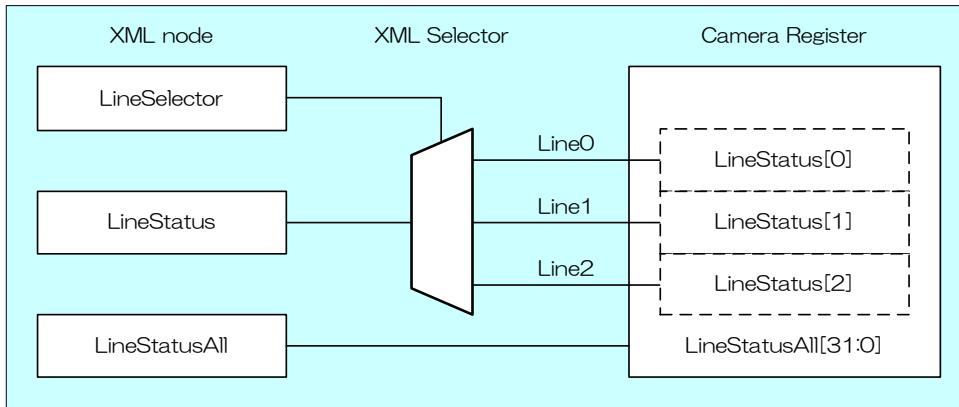 XML node
XML Selector
Camera Register
LineSelector
Line0
LineStatus[0]
LineStatus
Line1
LineStatus[1]
Line2
LineStatus[2]
LineStatusAll
LineStatusAll[31:0]